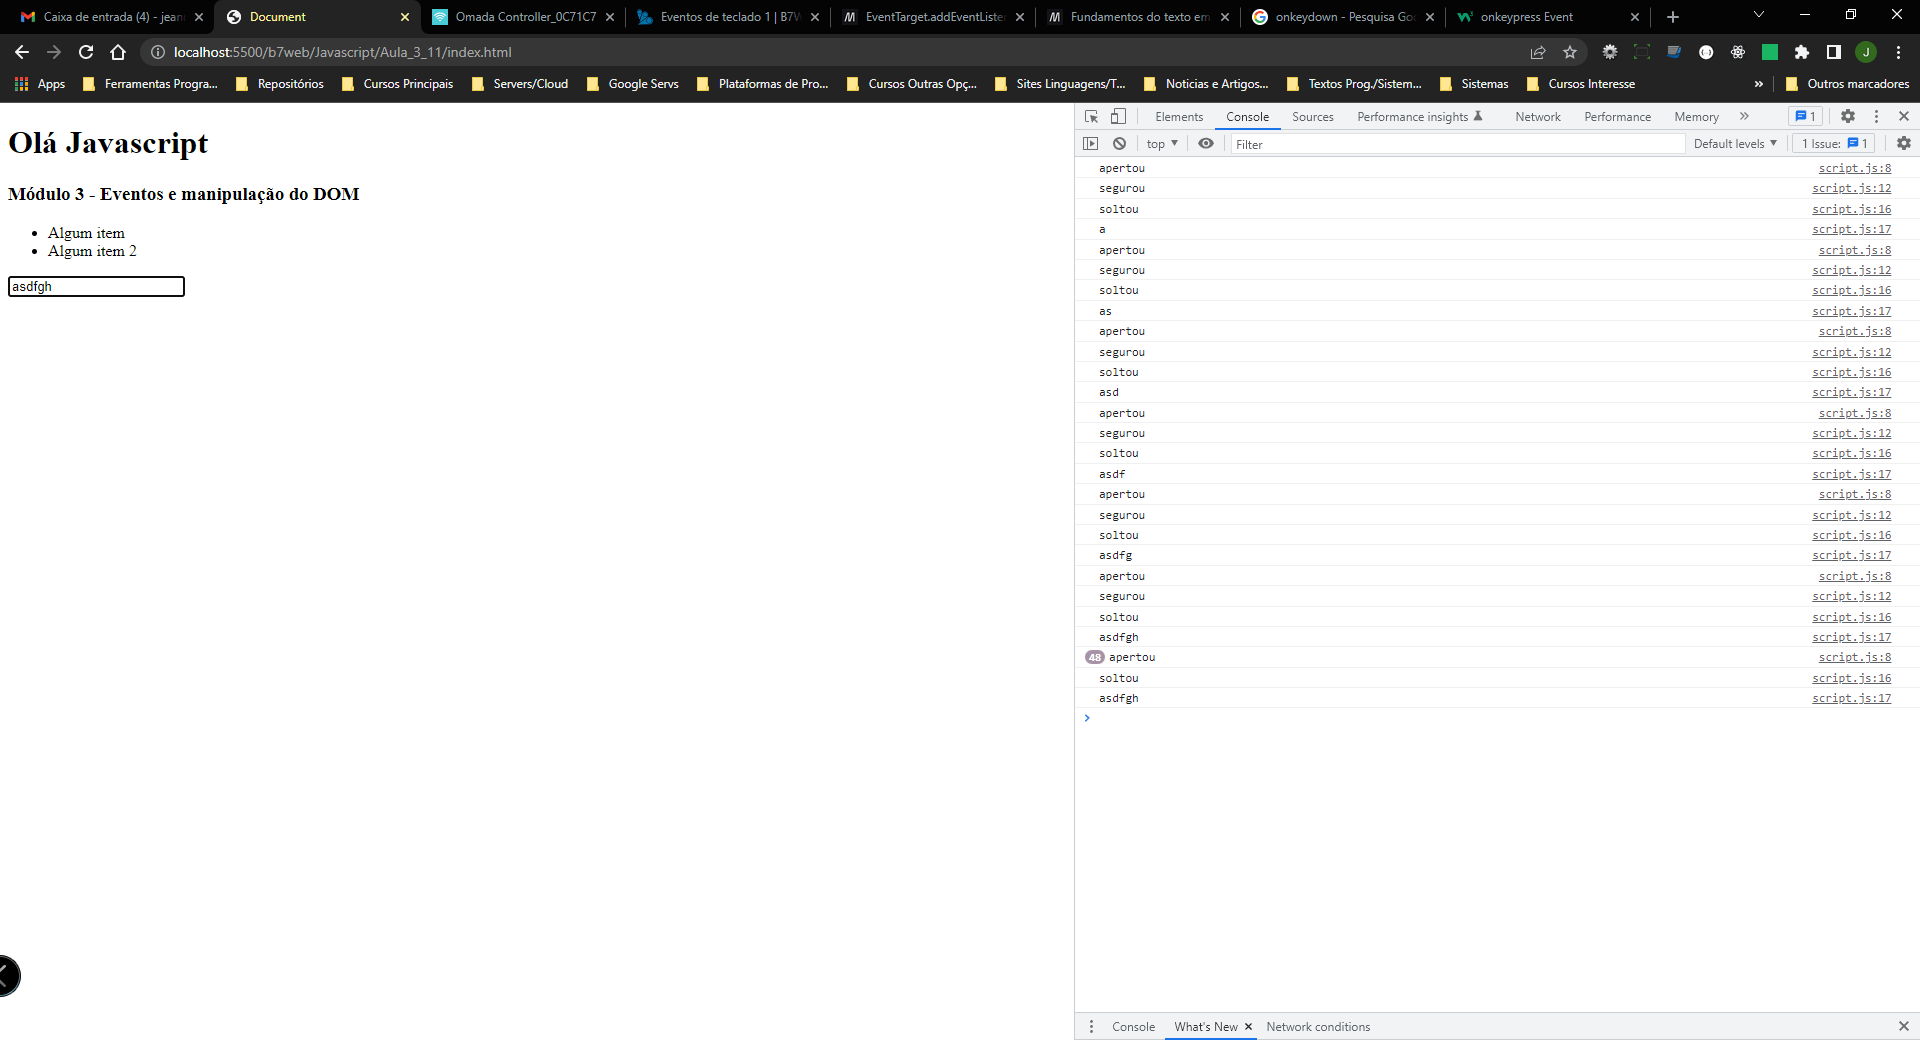 Caixa de entrada (4) - jean
Document
Omada Controller_0C71C7
Eventos de teclado 1 | B7W
EventTarget.addEventListe
Fundamentos do texto em
onkeydown - Pesquisa Go
onkeypress Event
localhost:5500/b7web/Javascript/Aula_3_11/index.html
J
Apps
Ferramentas Progra...
Repositórios
Cursos Principais
Servers/Cloud
Google Servs
Plataformas de Pro...
Cursos Outras Opç...
Sites Linguagens/T...
Noticias e Artigos...
Textos Prog./Sistem...
Sistemas
Cursos Interesse
»
Outros marcadores
Olá Javascript
Módulo 3 - Eventos e manipulação do DOM
• Algum item
• Algum item 2
asdfgh
Elements Console Sources Performance insights Network Performance Memory » 1
top Filter Default levels 1 Issue: 1
apertou script.js:8
segurou script.js:12
soltou script.js:16
a script.js:17
apertou script.js:8
segurou script.js:12
soltou script.js:16
as script.js:17
apertou script.js:8
segurou script.js:12
soltou script.js:16
asd script.js:17
apertou script.js:8
segurou script.js:12
soltou script.js:16
asdf script.js:17
apertou script.js:8
segurou script.js:12
soltou script.js:16
asdfg script.js:17
apertou script.js:8
segurou script.js:12
soltou script.js:16
asdfgh script.js:17
48 apertou script.js:8
soltou script.js:16
asdfgh script.js:17
Console What's New Network conditions